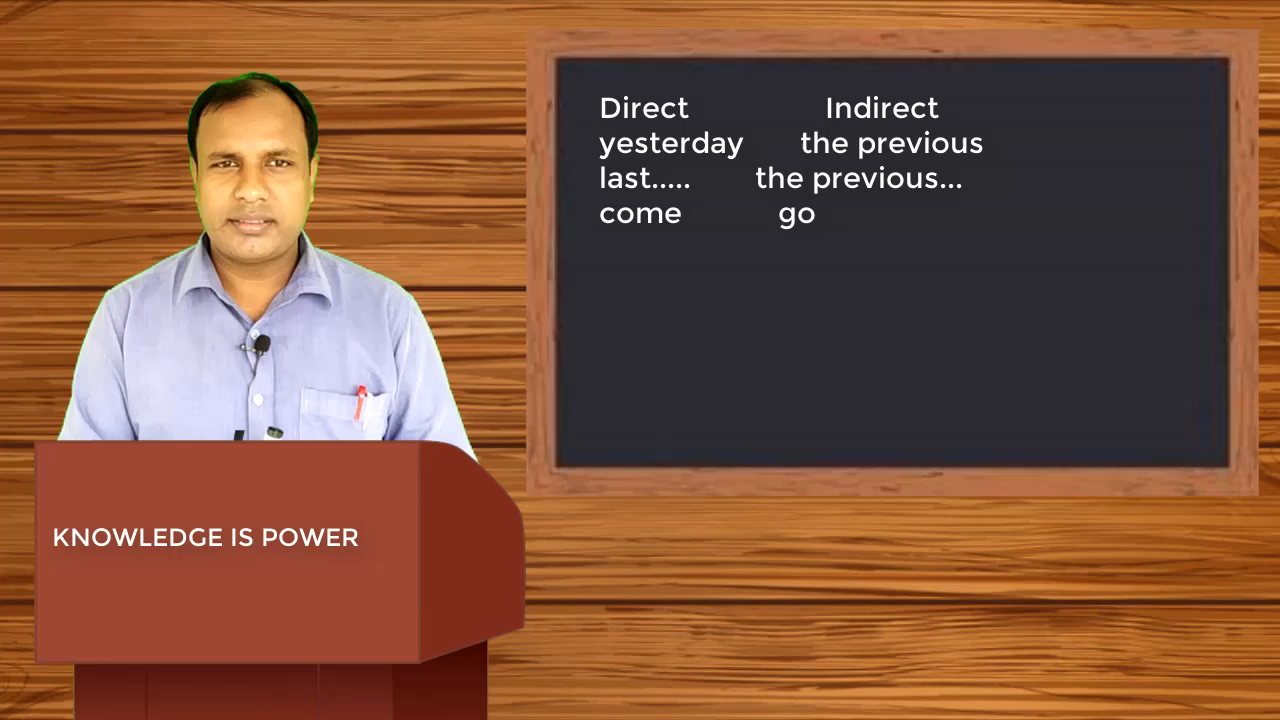 Direct Indirect
yesterday the previous
last..... the previous...
come go
KNOWLEDGE IS POWER